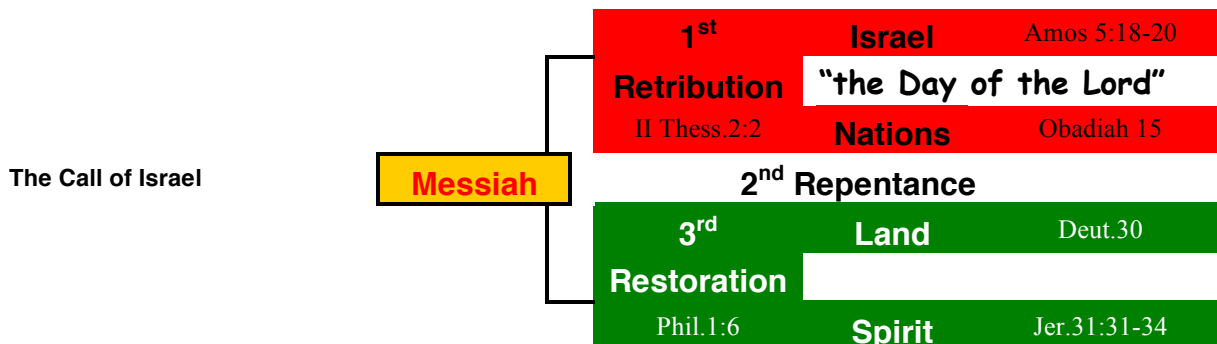 1st Israel Amos 5:18-20
Retribution “the Day of the Lord”
II Thess.2:2 Nations Obadiah 15
The Call of Israel Messiah 2nd Repentance
3rd Land Deut.30
Restoration
Phil.1:6 Spirit Jer.31:31-34